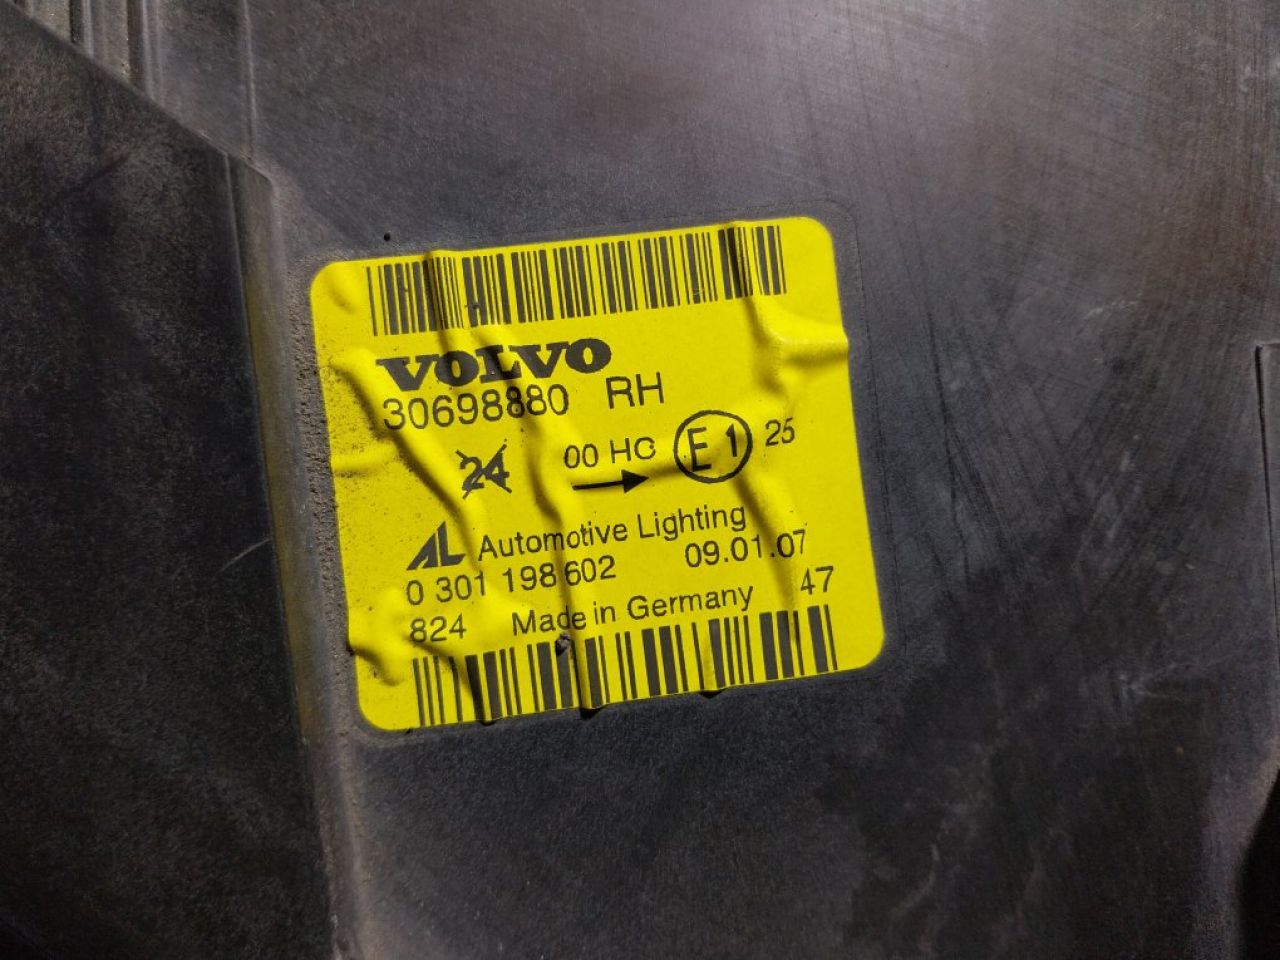 VOLVO
30698880 RH
24 00 HC E1 25
AL Automotive Lighting
0 301 198 602 09.01.07
824 Made in Germany 47